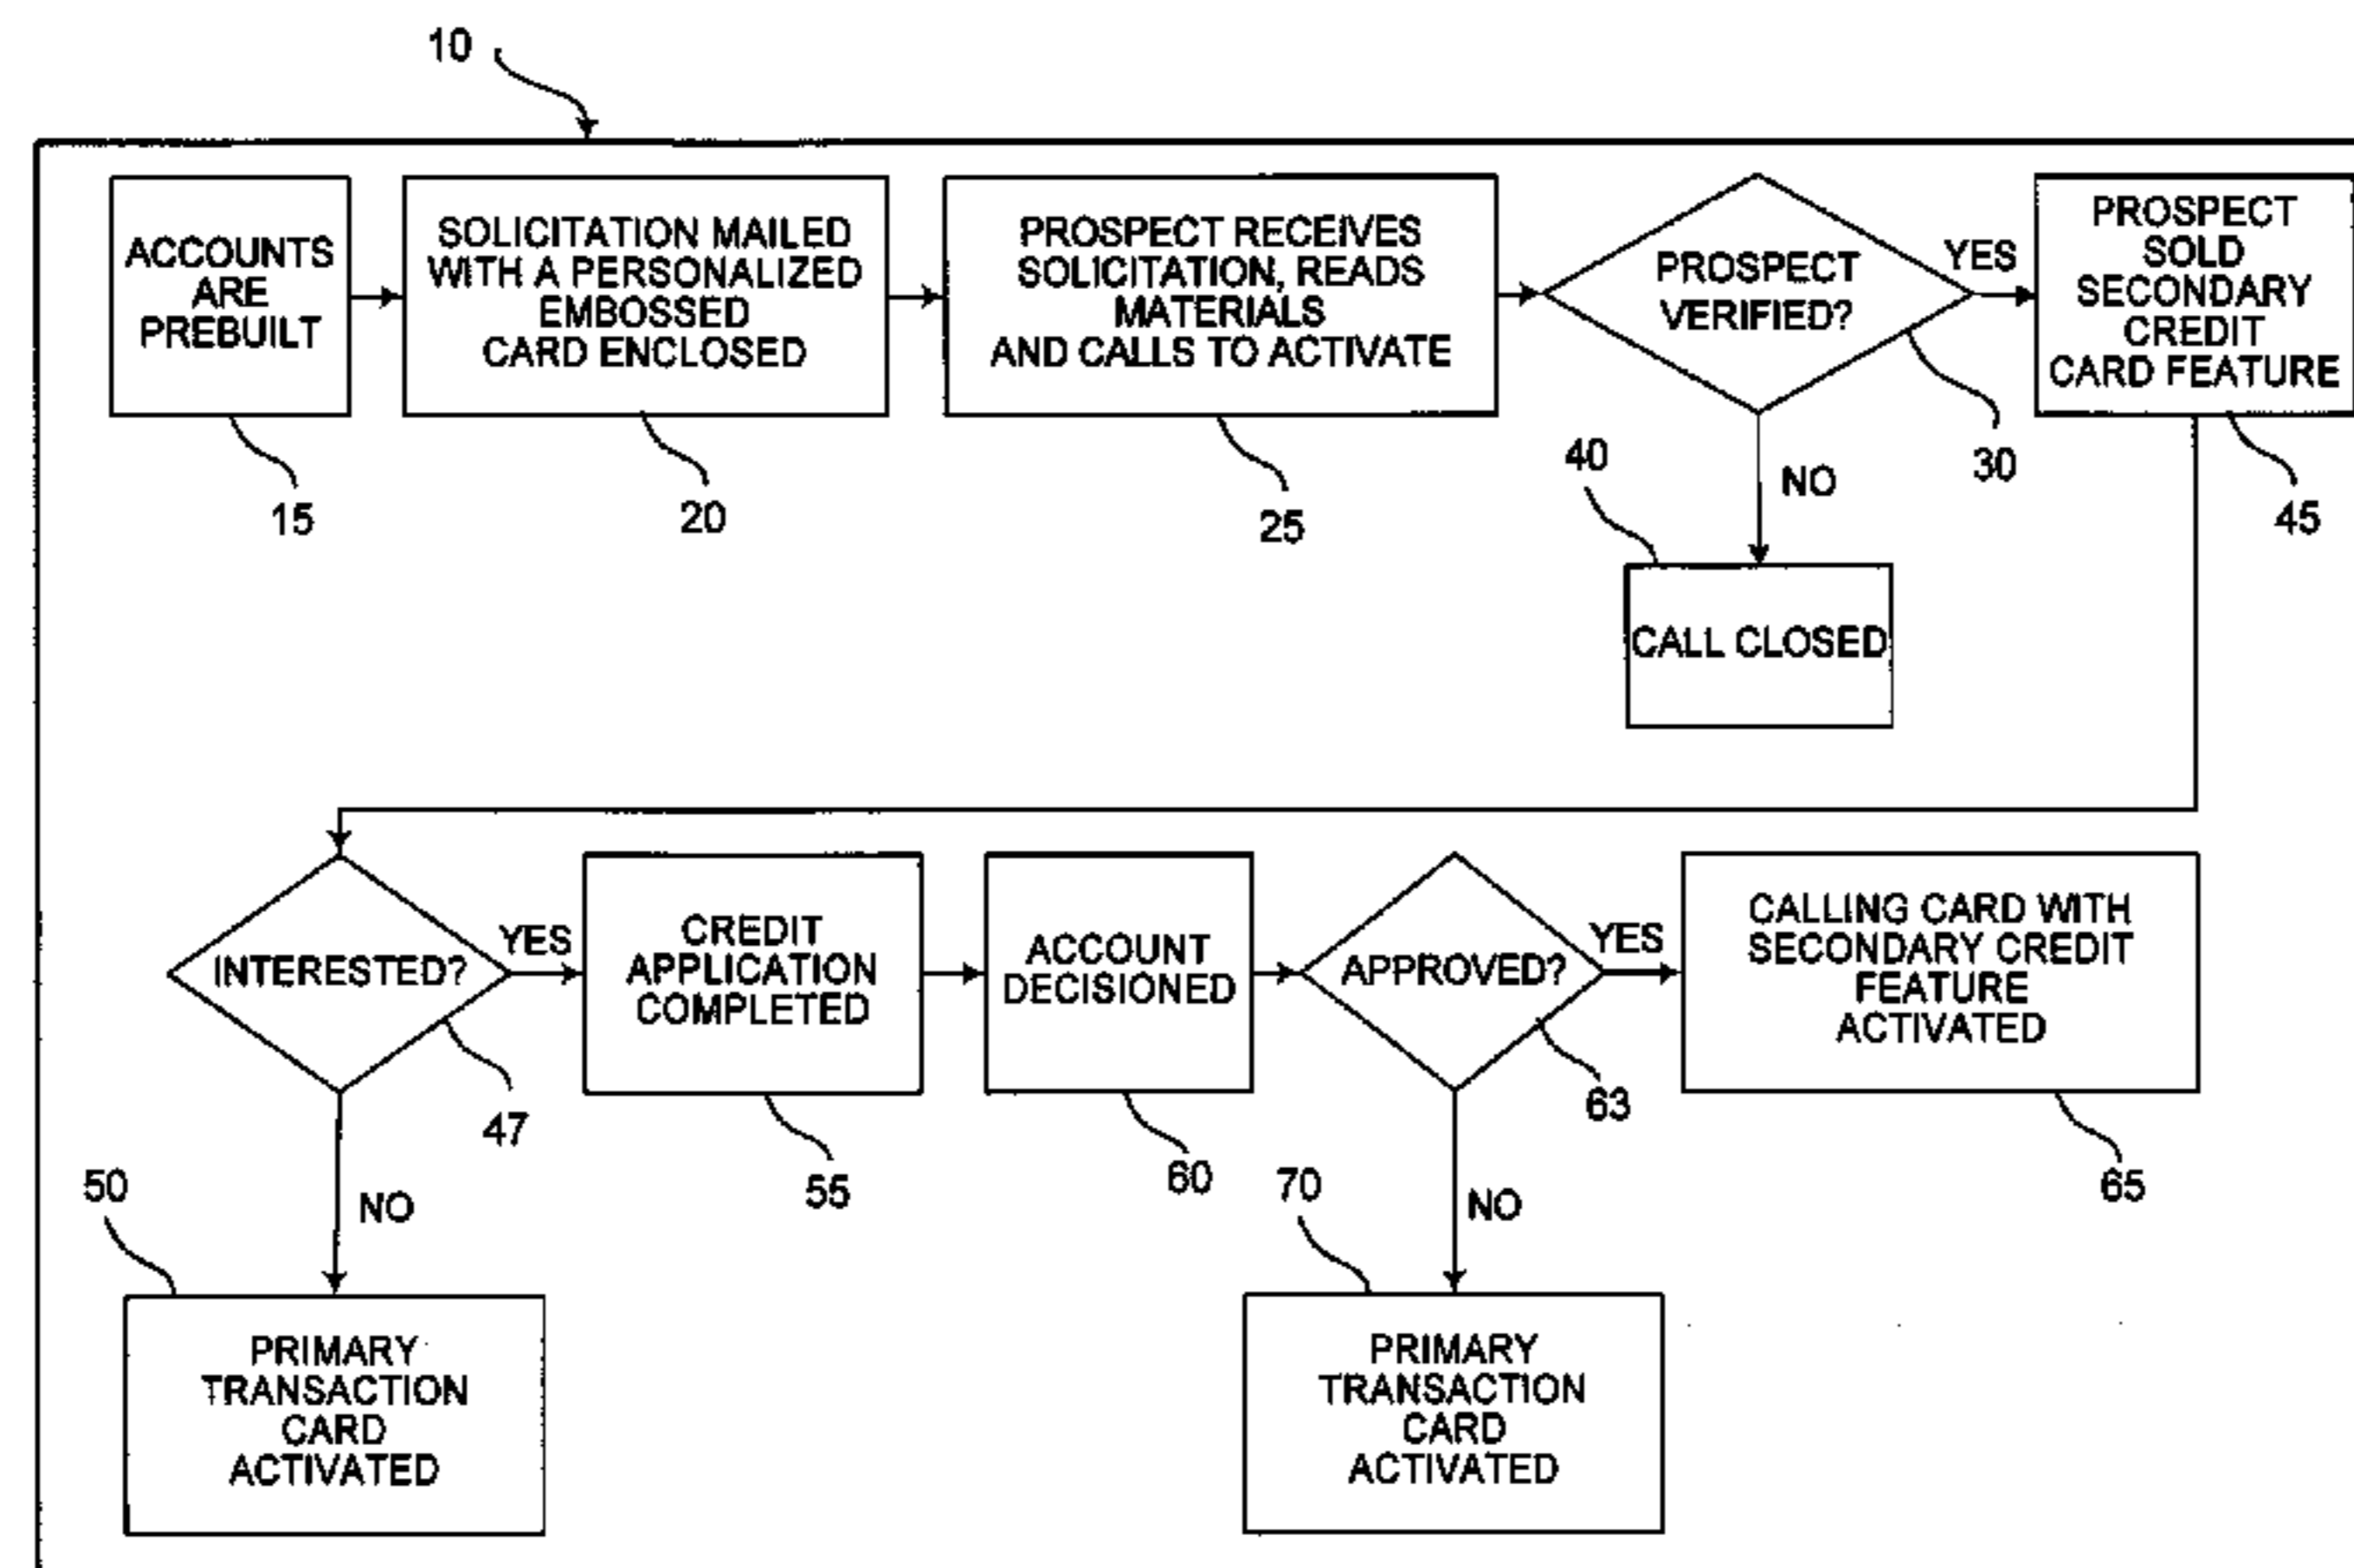 10
ACCOUNTS
ARE
PREBUILT
15
SOLICITATION MAILED
WITH A PERSONALIZED
EMBOSSED
CARD ENCLOSED
20
PROSPECT RECEIVES
SOLICITATION, READS
MATERIALS
AND CALLS TO ACTIVATE
25
PROSPECT
VERIFIED?
30
YES
NO
40
CALL CLOSED
PROSPECT
SOLD
SECONDARY
CREDIT
CARD FEATURE
45
INTERESTED?
47
YES
NO
50
PRIMARY
TRANSACTION
CARD
ACTIVATED
CREDIT
APPLICATION
COMPLETED
55
ACCOUNT
DECISIONED
60
APPROVED?
63
YES
NO
70
PRIMARY
TRANSACTION
CARD
ACTIVATED
CALLING CARD WITH
SECONDARY CREDIT
FEATURE
ACTIVATED
65